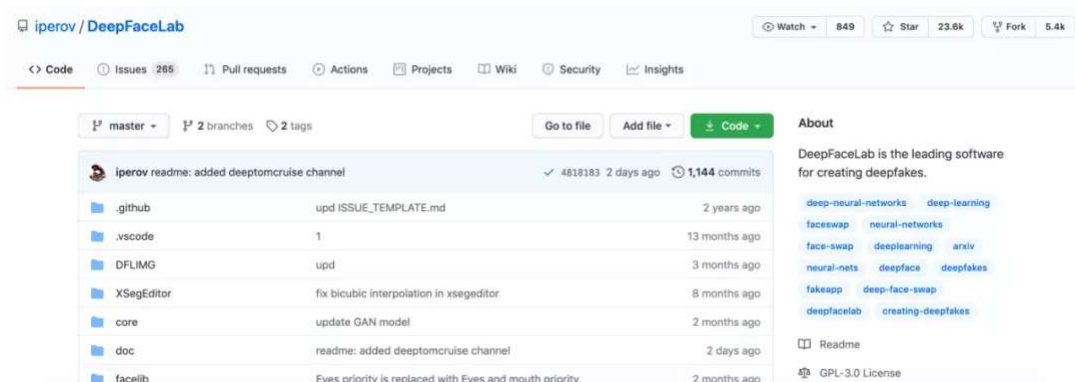 iperov / DeepFaceLab
Watch 849 Star 23.6k Fork 5.4k
<> Code Issues 265 Pull requests Actions Projects Wiki Security Insights
master 2 branches 2 tags Go to file Add file Code
iperov readme: added deeptomcruise channel 4818183 2 days ago 1,144 commits
.github upd ISSUE_TEMPLATE.md 2 years ago
.vscode 1 13 months ago
DFLIMG upd 3 months ago
XSegEditor fix bicubic interpolation in xsegeditor 8 months ago
core update GAN model 2 months ago
doc readme: added deeptomcruise channel 2 days ago
facelib Eyes priority is replaced with Eyes and mouth priority. 2 months ago
About
DeepFaceLab is the leading software
for creating deepfakes.
deep-neural-networks deep-learning
faceswap neural-networks
face-swap deeplearning arxiv
neural-nets deepface deepfakes
fakeapp deep-face-swap
deepfacelab creating-deepfakes
Readme
GPL-3.0 License